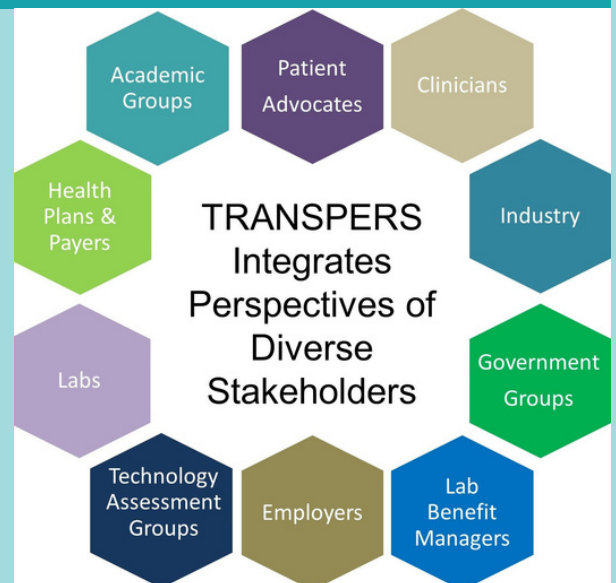 Academic
Groups
Patient
Advocates
Clinicians
Health
Plans &
Payers
TRANSPERS
Integrates
Perspectives of
Diverse
Stakeholders
Industry
Labs
Government
Groups
Technology
Assessment
Groups
Employers
Lab
Benefit
Managers